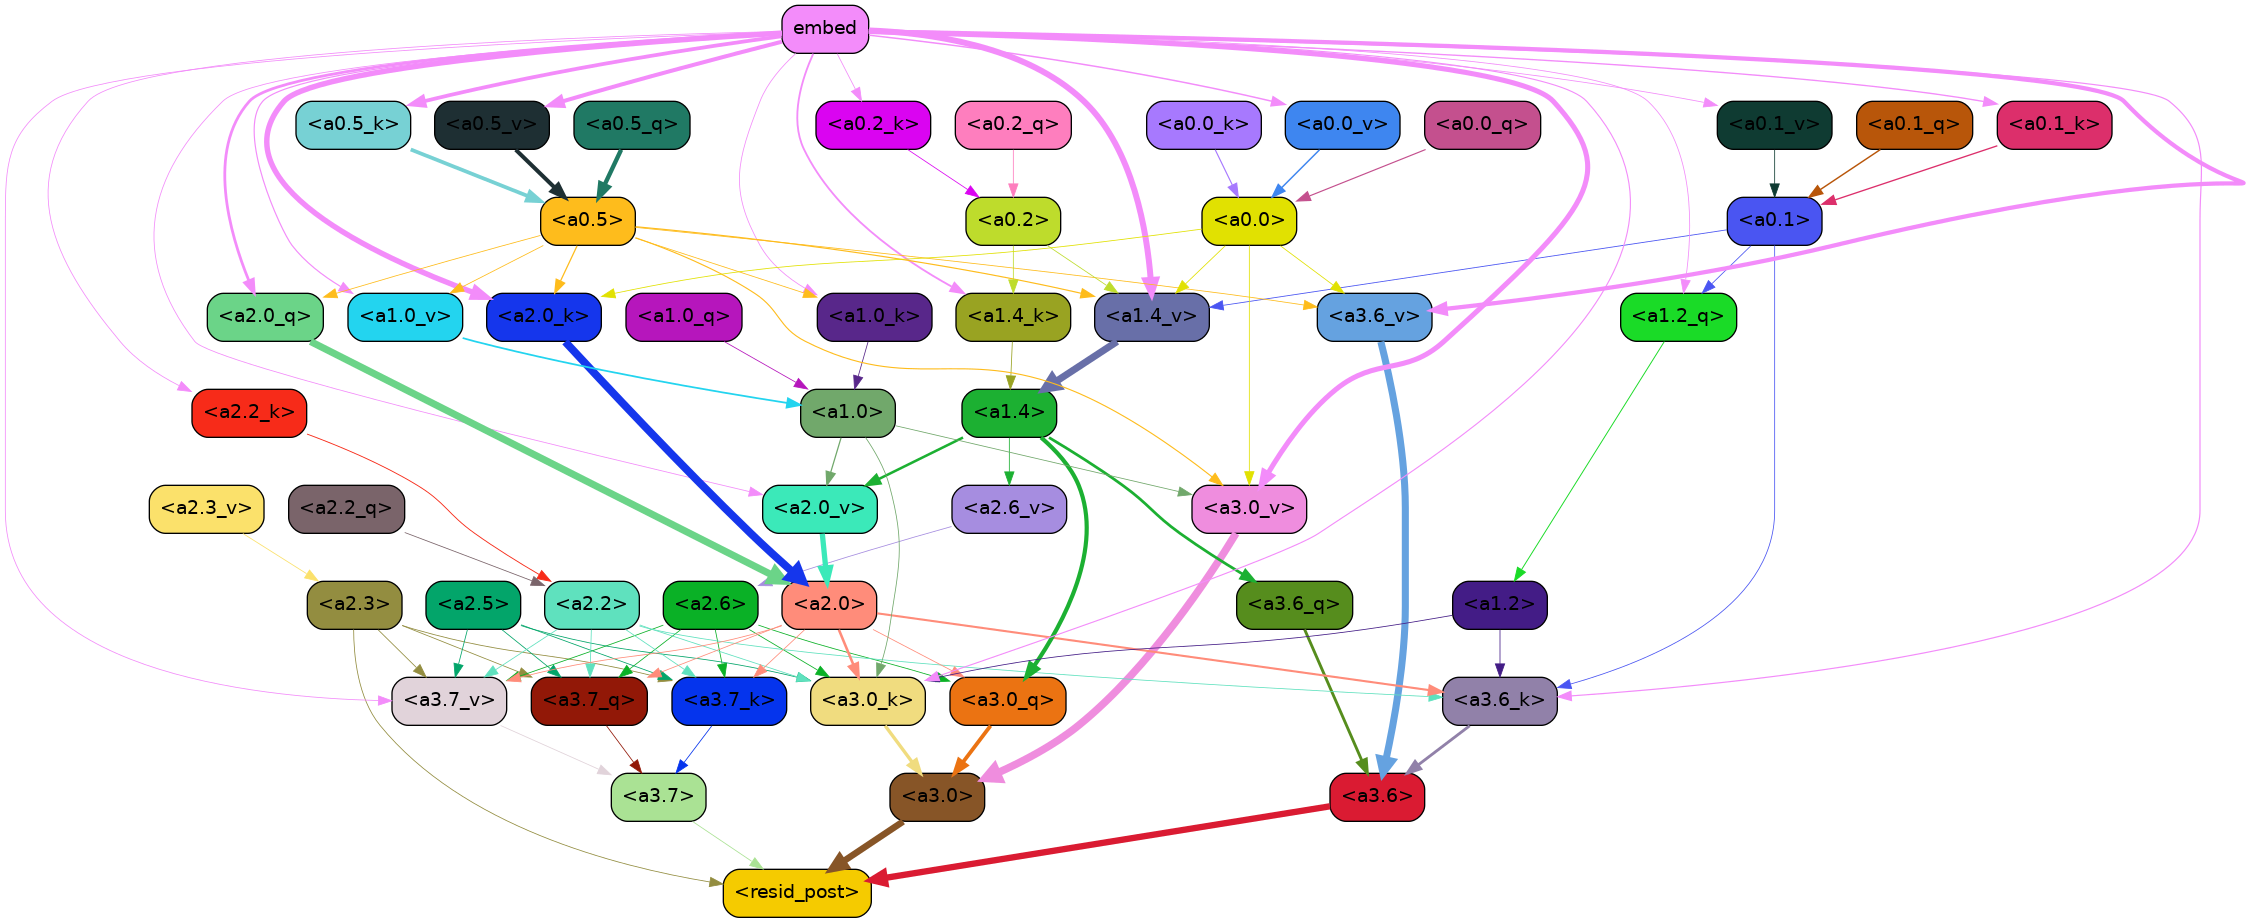 embed
<a0.5_k>
<a0.5_v>
<a0.5_q>
<a0.2_k>
<a0.2_q>
<a0.0_k>
<a0.0_v>
<a0.0_q>
<a0.1_v>
<a0.1_q>
<a0.1_k>
<a0.5>
<a0.2>
<a0.0>
<a0.1>
<a2.0_q>
<a1.0_v>
<a2.0_k>
<a1.0_q>
<a1.0_k>
<a1.4_k>
<a1.4_v>
<a3.6_v>
<a1.2_q>
<a2.2_k>
<a1.0>
<a1.4>
<a2.3_v>
<a2.2_q>
<a2.0_v>
<a2.6_v>
<a3.0_v>
<a2.3>
<a2.5>
<a2.2>
<a2.6>
<a2.0>
<a3.6_q>
<a1.2>
<a3.7_v>
<a3.7_q>
<a3.7_k>
<a3.0_k>
<a3.0_q>
<a3.6_k>
<a3.7>
<a3.0>
<a3.6>
<resid_post>